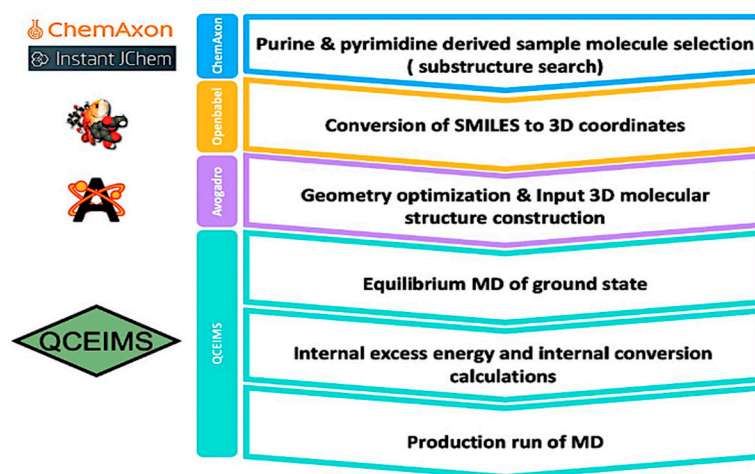 ChemAxon
Instant JChem
ChemAxon
Purine & pyrimidine derived sample molecule selection
( substructure search)
Openbabel
Conversion of SMILES to 3D coordinates
A
Avogadro
Geometry optimization & Input 3D molecular
structure construction
QCEIMS
QCEIMS
Equilibrium MD of ground state
Internal excess energy and internal conversion
calculations
Production run of MD